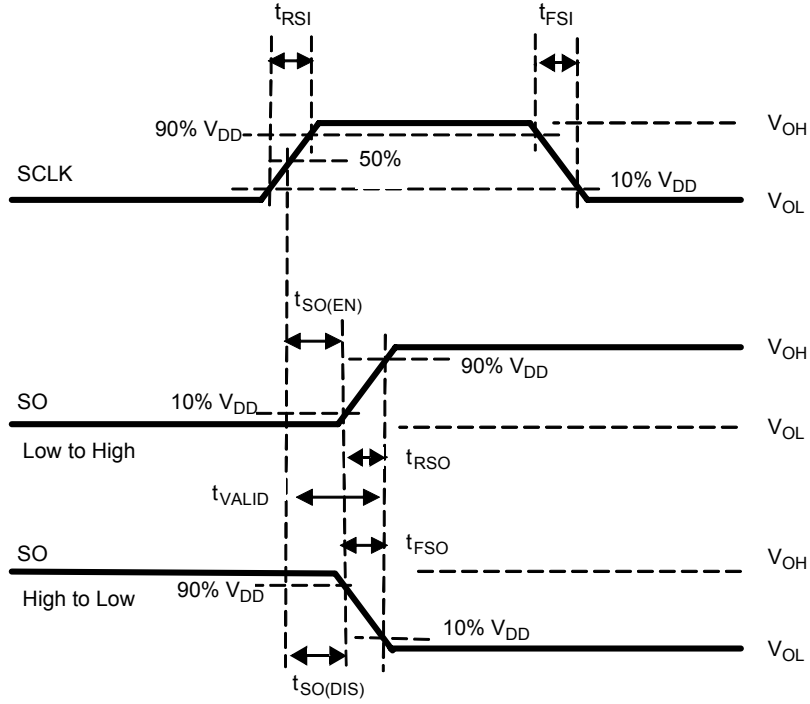 tRSI
tFSI
90% VDD
VOH
50%
SCLK
10% VDD
VOL
tSO(EN)
VOH
90% VDD
SO
10% VDD
VOL
Low to High
tRSO
tVALID
tFSO
SO
VOH
High to Low
90% VDD
10% VDD
VOL
tSO(DIS)